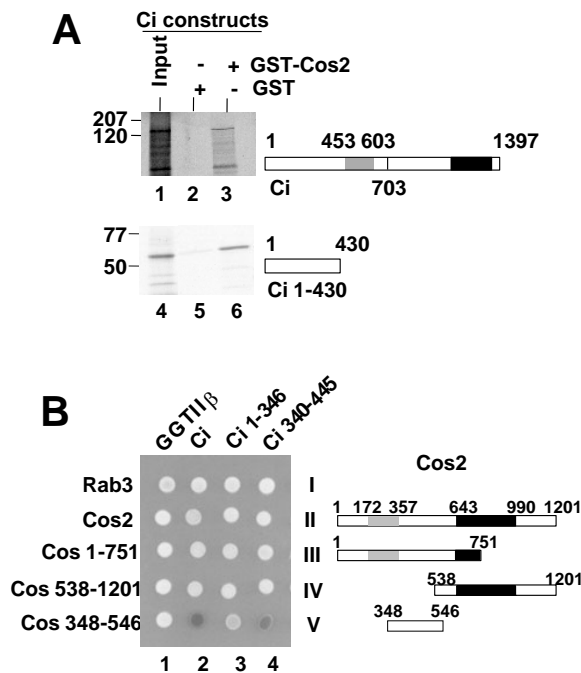 A
Ci constructs
Input
- + GST-Cos2
+ - GST
207
120
1 453 603 1397
Ci 703
1 2 3
77
50
1 430
Ci 1-430
4 5 6
B
GGTII β
Ci
Ci 1-346
Ci 340-445
Cos2
Rab3 I
Cos2 II
1 172 357 643 990 1201
Cos 1-751 III
1 751
Cos 538-1201 IV
538 1201
Cos 348-546 V
348 546
1 2 3 4